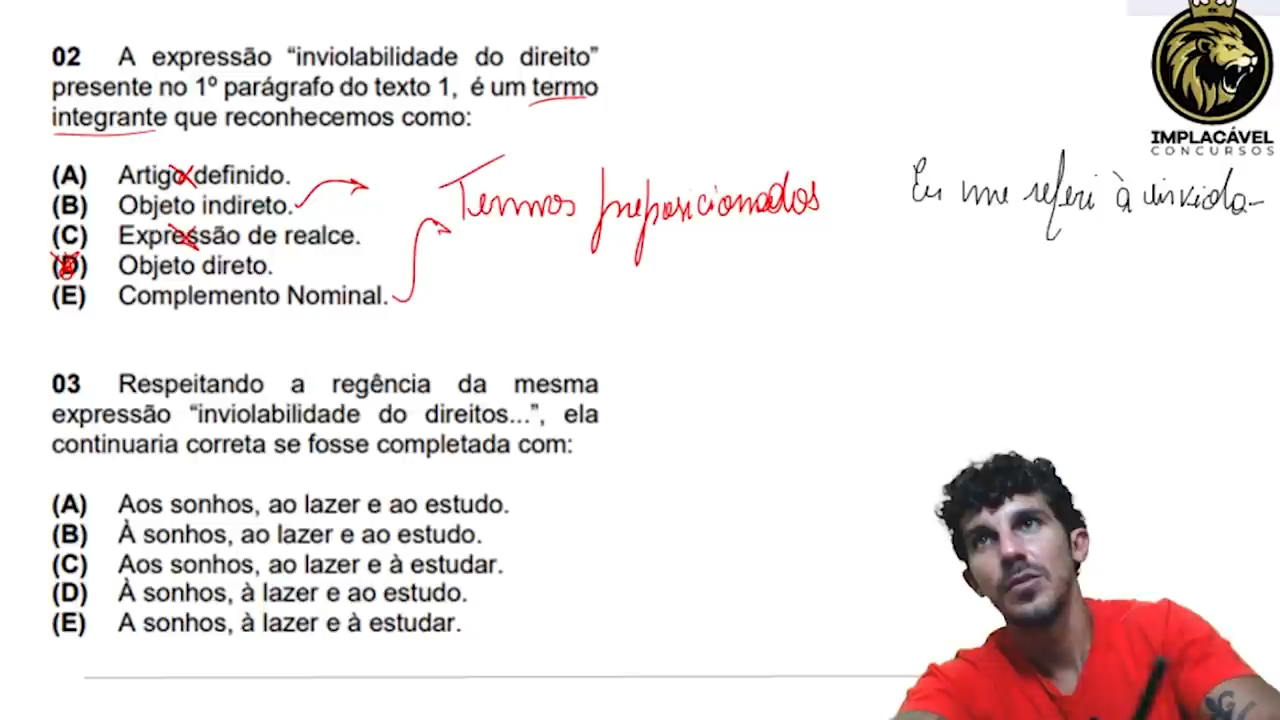 02 A expressão “inviolabilidade do direito”
presente no 1º parágrafo do texto 1, é um termo
integrante que reconhecemos como:
(A) Artigo definido.
(B) Objeto indireto.
(C) Expressão de realce.
(D) Objeto direto.
(E) Complemento Nominal.
Termos preposicionados
Eu me referi à inviola-
IMPLACÁVEL
CONCURSOS
03 Respeitando a regência da mesma
expressão “inviolabilidade do direitos...”, ela
continuaria correta se fosse completada com:
(A) Aos sonhos, ao lazer e ao estudo.
(B) À sonhos, ao lazer e ao estudo.
(C) Aos sonhos, ao lazer e à estudar.
(D) À sonhos, à lazer e ao estudo.
(E) A sonhos, à lazer e à estudar.